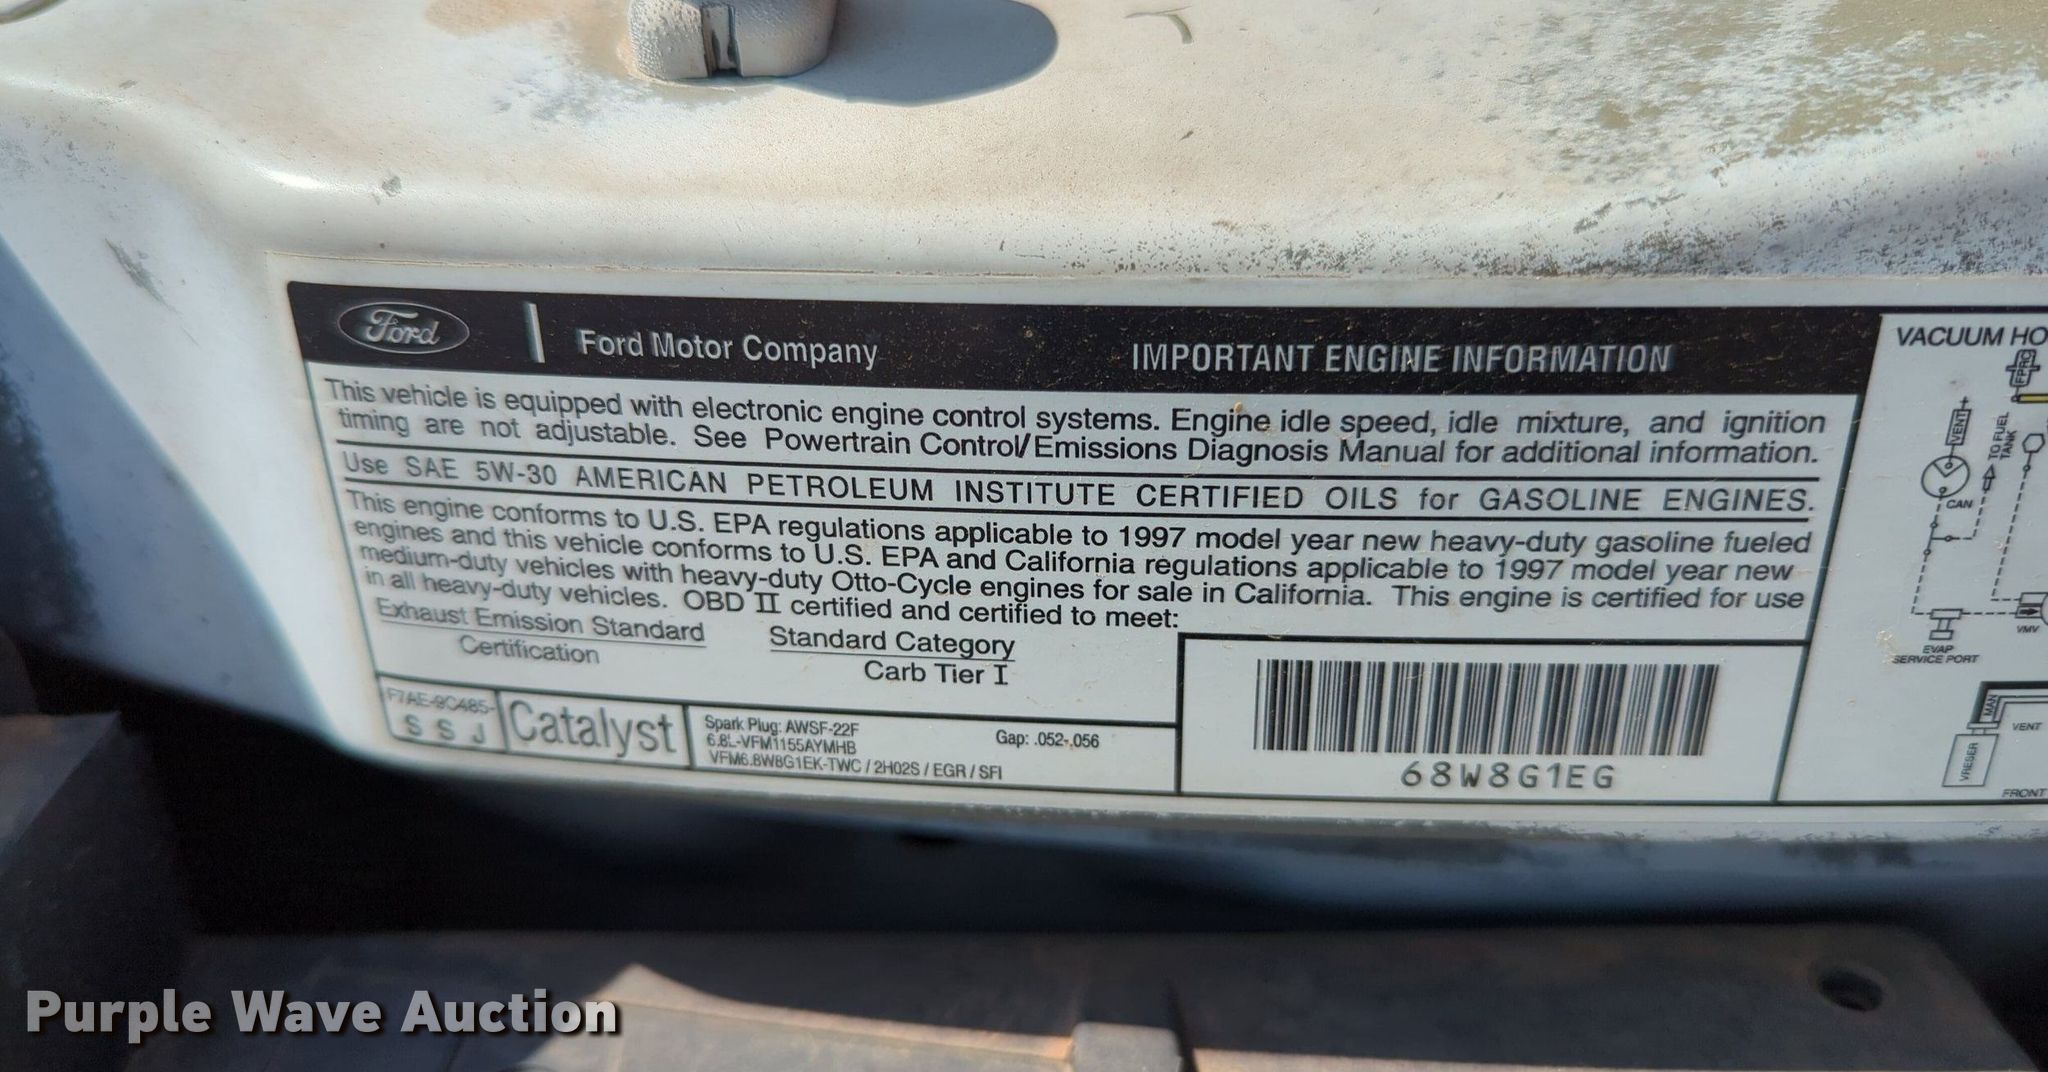 Ford
Ford Motor Company
IMPORTANT ENGINE INFORMATION
This vehicle is equipped with electronic engine control systems. Engine idle speed, idle mixture, and ignition
timing are not adjustable. See Powertrain Control/Emissions Diagnosis Manual for additional information.
Use SAE 5W-30 AMERICAN PETROLEUM INSTITUTE CERTIFIED OILS for GASOLINE ENGINES.
This engine conforms to U.S. EPA regulations applicable to 1997 model year new heavy-duty gasoline fueled
engines and this vehicle conforms to U.S. EPA and California regulations applicable to 1997 model year new
medium-duty vehicles with heavy-duty Otto-Cycle engines for sale in California. This engine is certified for use
in all heavy-duty vehicles. OBD II certified and certified to meet:
Exhaust Emission Standard
Certification
Standard Category
Carb Tier I
F7AE-9C485-
S S J
Catalyst
Spark Plug: AWSF-22F
Gap: .052-.056
6.8L-VFM1155AYMHB
VFM6.8W8G1EK-TWC / 2H02S / EGR / SFI
68W8G1EG
VACUUM HO
FPRC
VENT
TO FUEL
TANK
CAN
VMV
EVAP
SERVICE PORT
MAN
VENT
VRESER
FRONT
Purple Wave Auction